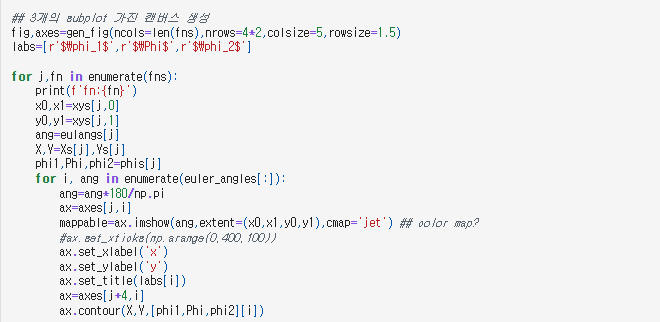 ## 3개의 subplot 가진 캔버스 생성
fig,axes=gen_fig(ncols=len(fns),nrows=4*2,colsize=5,rowsize=1.5)
labs=[r'$₩phi_1$',r'$₩Phi$',r'$₩phi_2$']
for j,fn in enumerate(fns):
    print(f'fn:{fn}')
    x0,x1=xys[j,0]
    y0,y1=xys[j,1]
    ang=eulangs[j]
    X,Y=Xs[j],Ys[j]
    phi1,Phi,phi2=phis[j]
    for i, ang in enumerate(euler_angles[:]):
        ang=ang*180/np.pi
        ax=axes[j,i]
        mappable=ax.imshow(ang,extent=(x0,x1,y0,y1),cmap='jet') ## color map?
        #ax.set_xticks(np.arange(0,400,100))
        ax.set_xlabel('x')
        ax.set_ylabel('y')
        ax.set_title(labs[i])
        ax=axes[j+4,i]
        ax.contour(X,Y,[phi1,Phi,phi2][i])